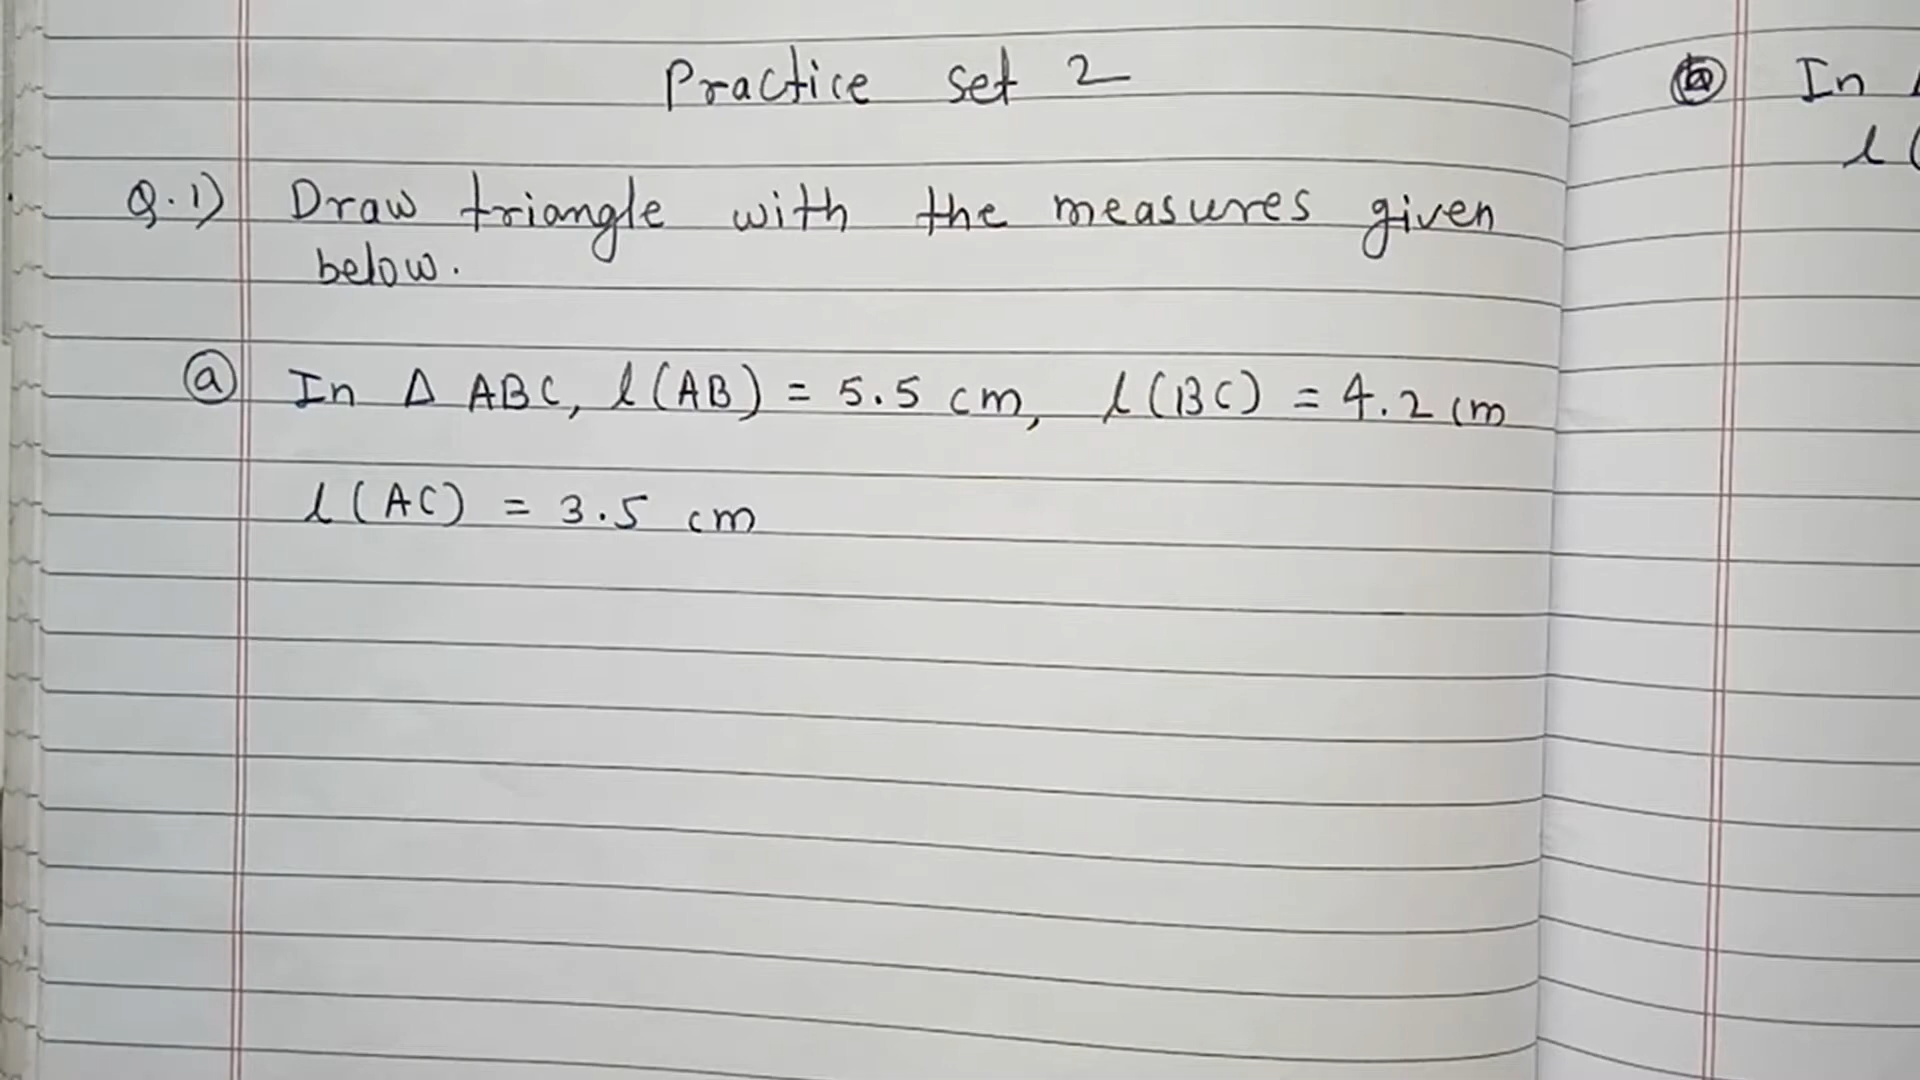 Practice set 2
Q.1) Draw triangle with the measures given
below.
(a) In Δ ABC, l(AB) = 5.5 cm, l(BC) = 4.2 cm
l(AC) = 3.5 cm
(b) In
l(